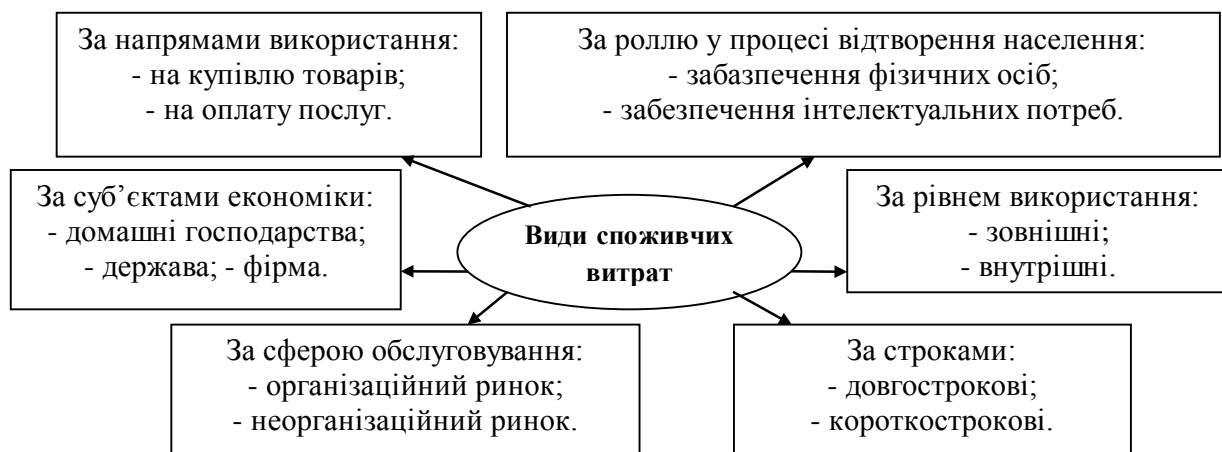 За напрямами використання:
- на купівлю товарів;
- на оплату послуг.
За роллю у процесі відтворення населення:
- забазпечення фізичних осіб;
- забезпечення інтелектуальних потреб.
За суб’єктами економіки:
- домашні господарства;
- держава; - фірма.
Види споживчих
витрат
За рівнем використання:
- зовнішні;
- внутрішні.
За сферою обслуговування:
- організаційний ринок;
- неорганізаційний ринок.
За строками:
- довгострокові;
- короткострокові.